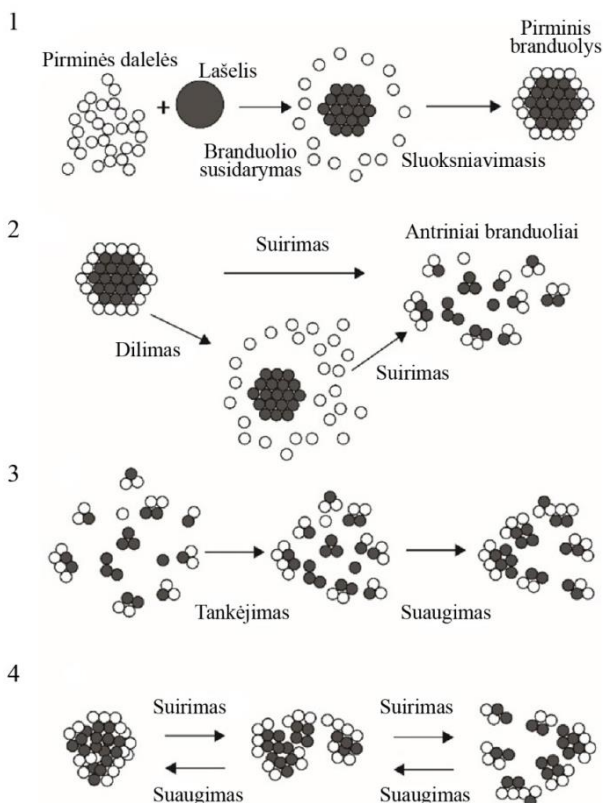 1
Pirminės dalelės
Lašelis
+
Branduolio
susidarymas
Sluoksniavimasis
Pirminis
branduolys
2
Suirimas
Antriniai branduoliai
Dilimas
Suirimas
3
Tankėjimas
Suaugimas
4
Suirimas
Suirimas
Suaugimas
Suaugimas